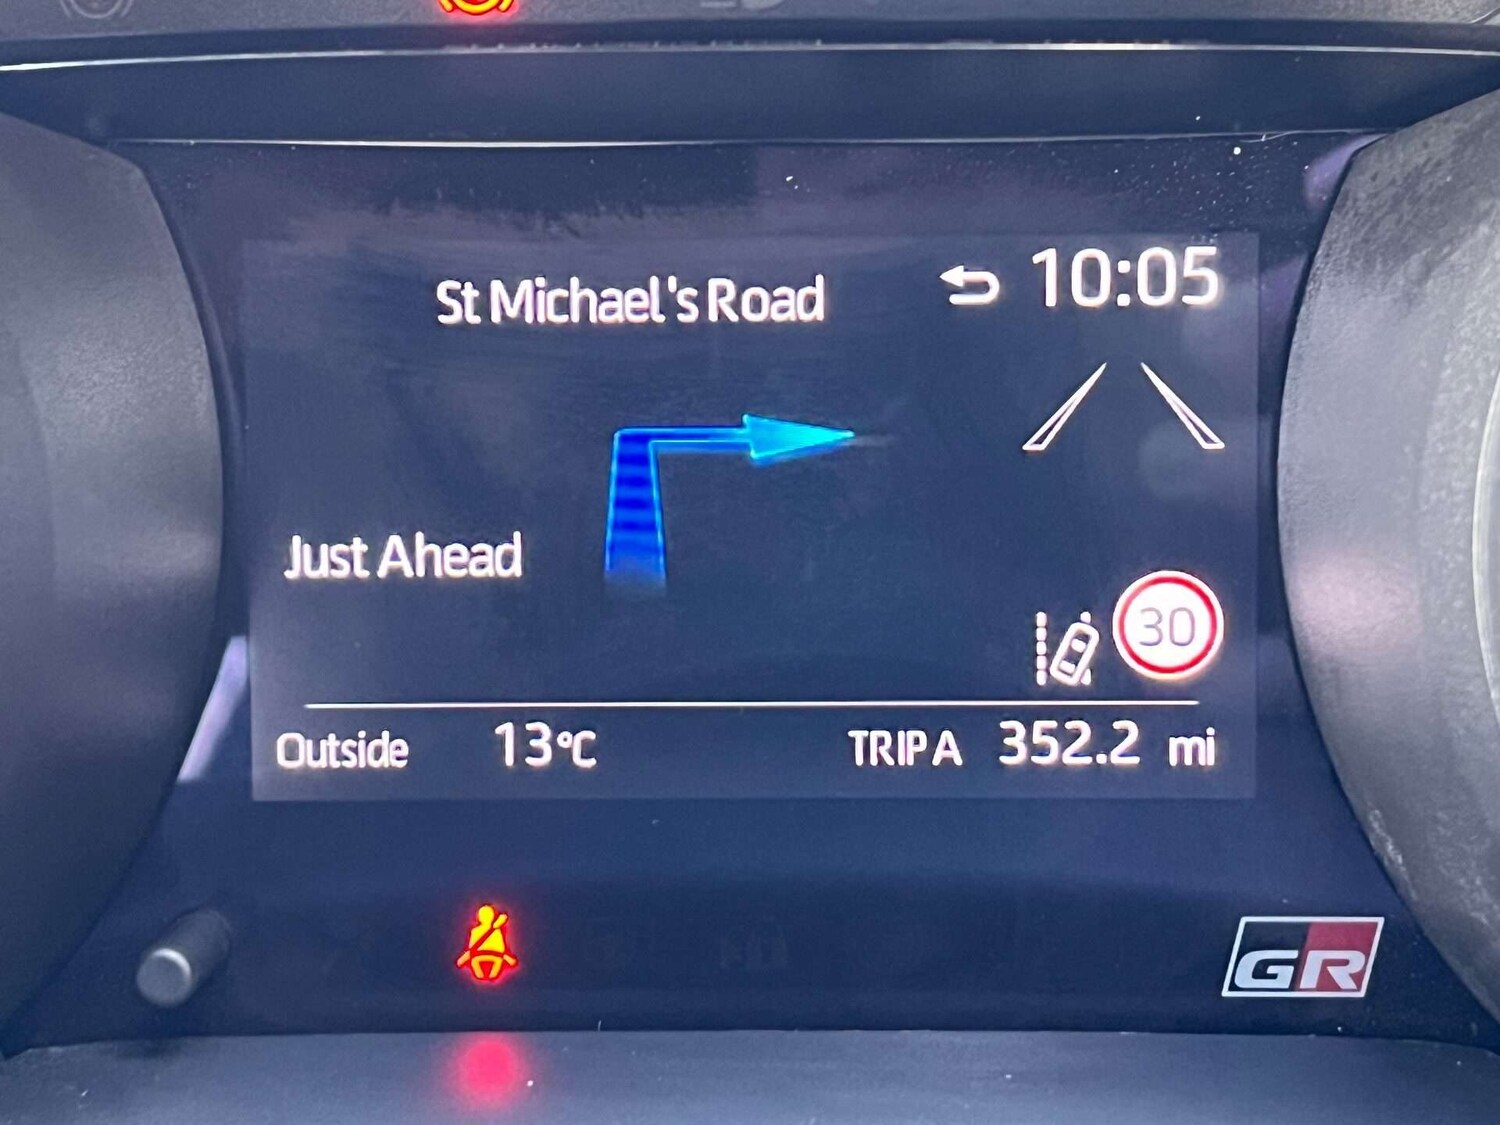 St Michael's Road
10:05
Just Ahead
30
Outside 13°C TRIP A 352.2 mi
GR